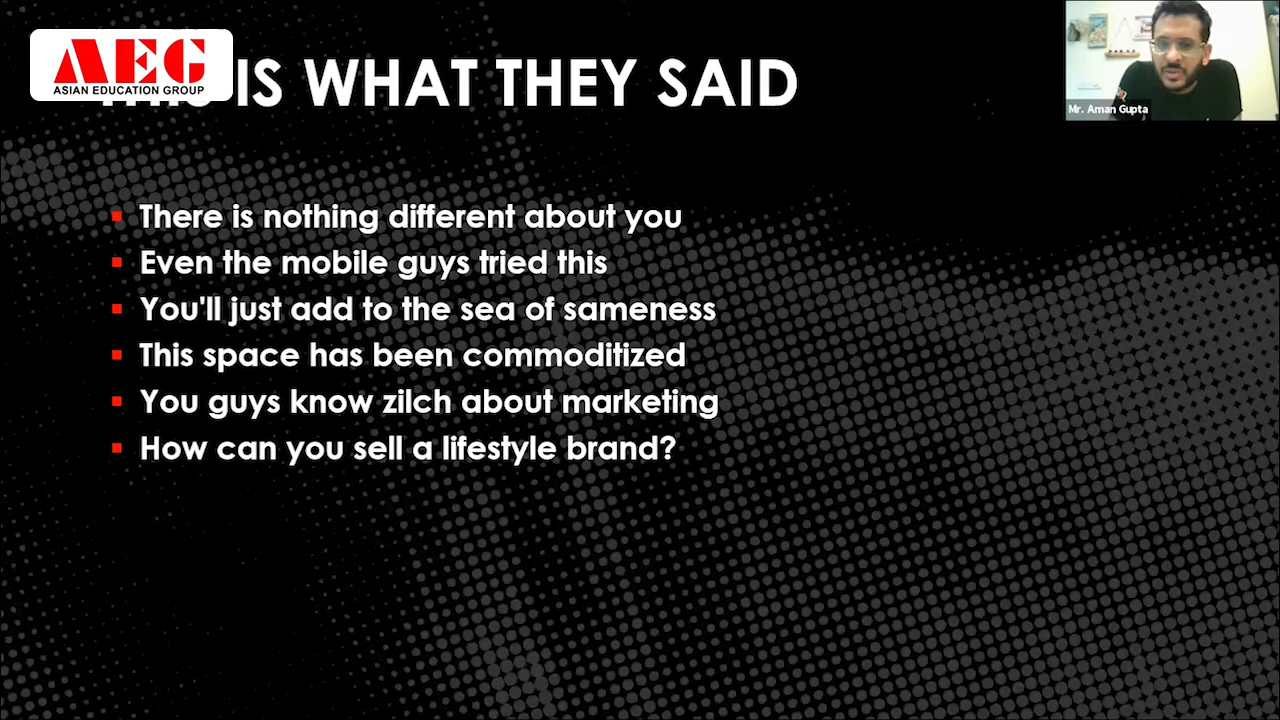 AEG
ASIAN EDUCATION GROUP
IS WHAT THEY SAID
Mr. Aman Gupta
There is nothing different about you
Even the mobile guys tried this
You'll just add to the sea of sameness
This space has been commoditized
You guys know zilch about marketing
How can you sell a lifestyle brand?